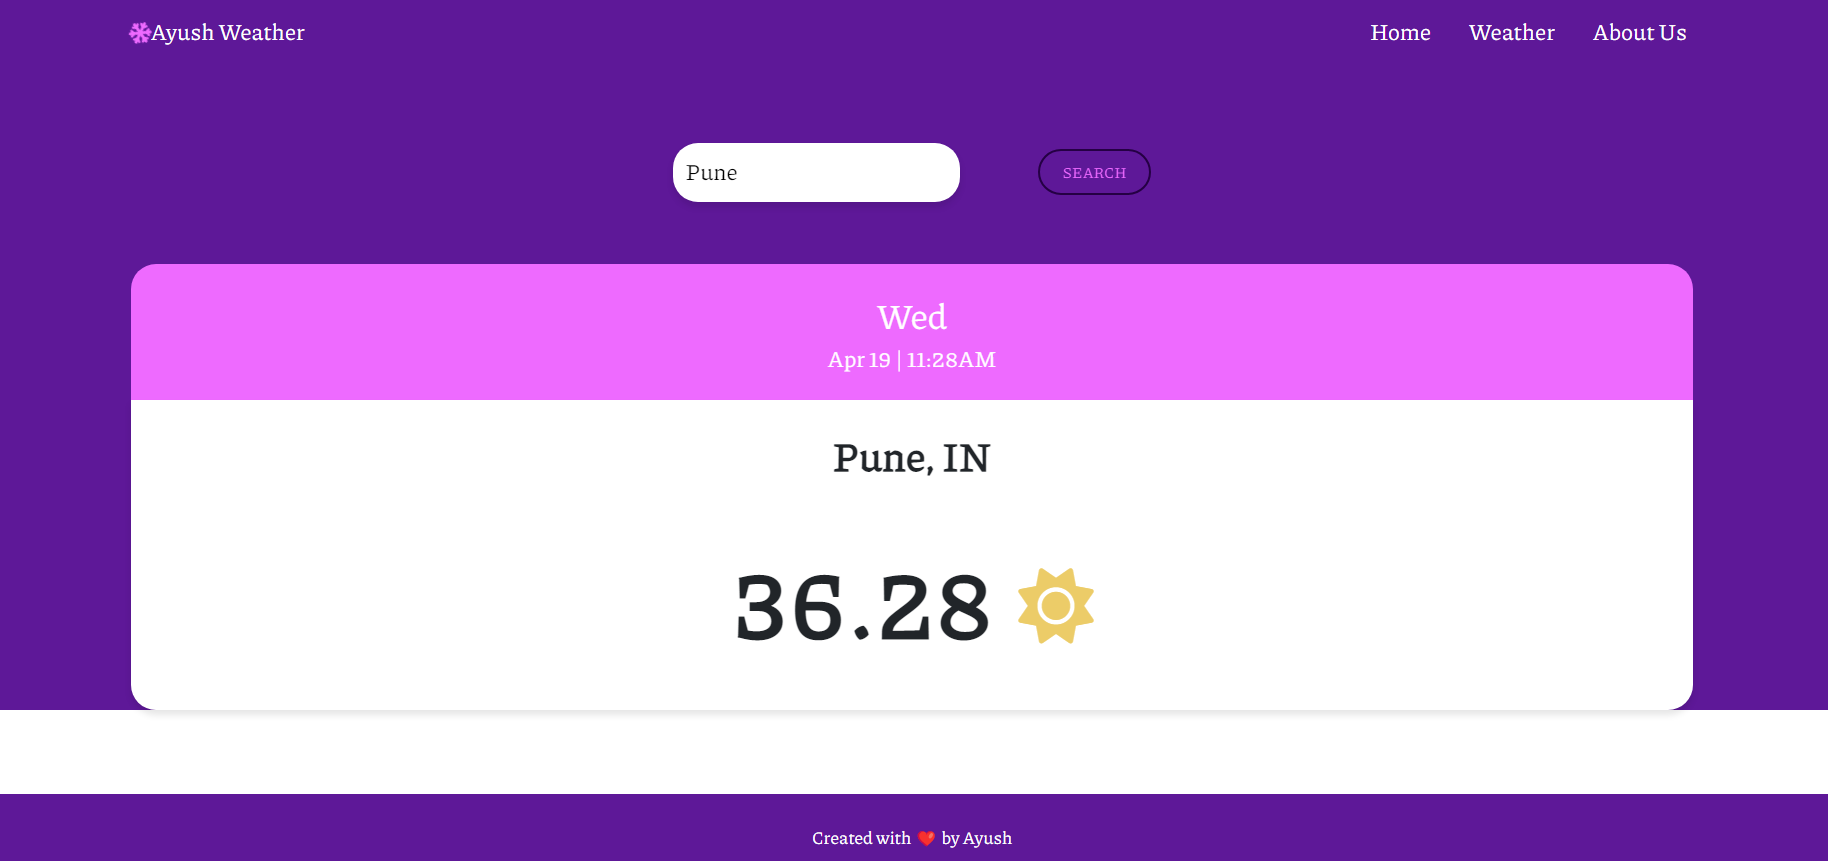 Ayush Weather
Home Weather About Us
Pune
SEARCH
Wed
Apr 19 | 11:28AM
Pune, IN
36.28
Created with ❤️ by Ayush